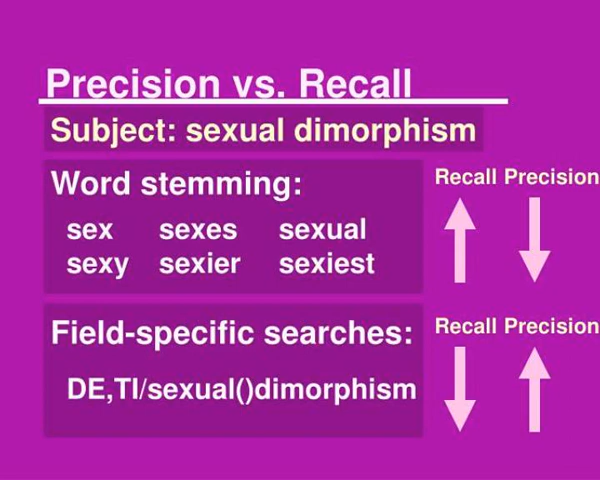 Precision vs. Recall
Subject: sexual dimorphism
Word stemming:
Recall Precision
sex sexes sexual
sexy sexier sexiest
Field-specific searches:
Recall Precision
DE,TI/sexual()dimorphism